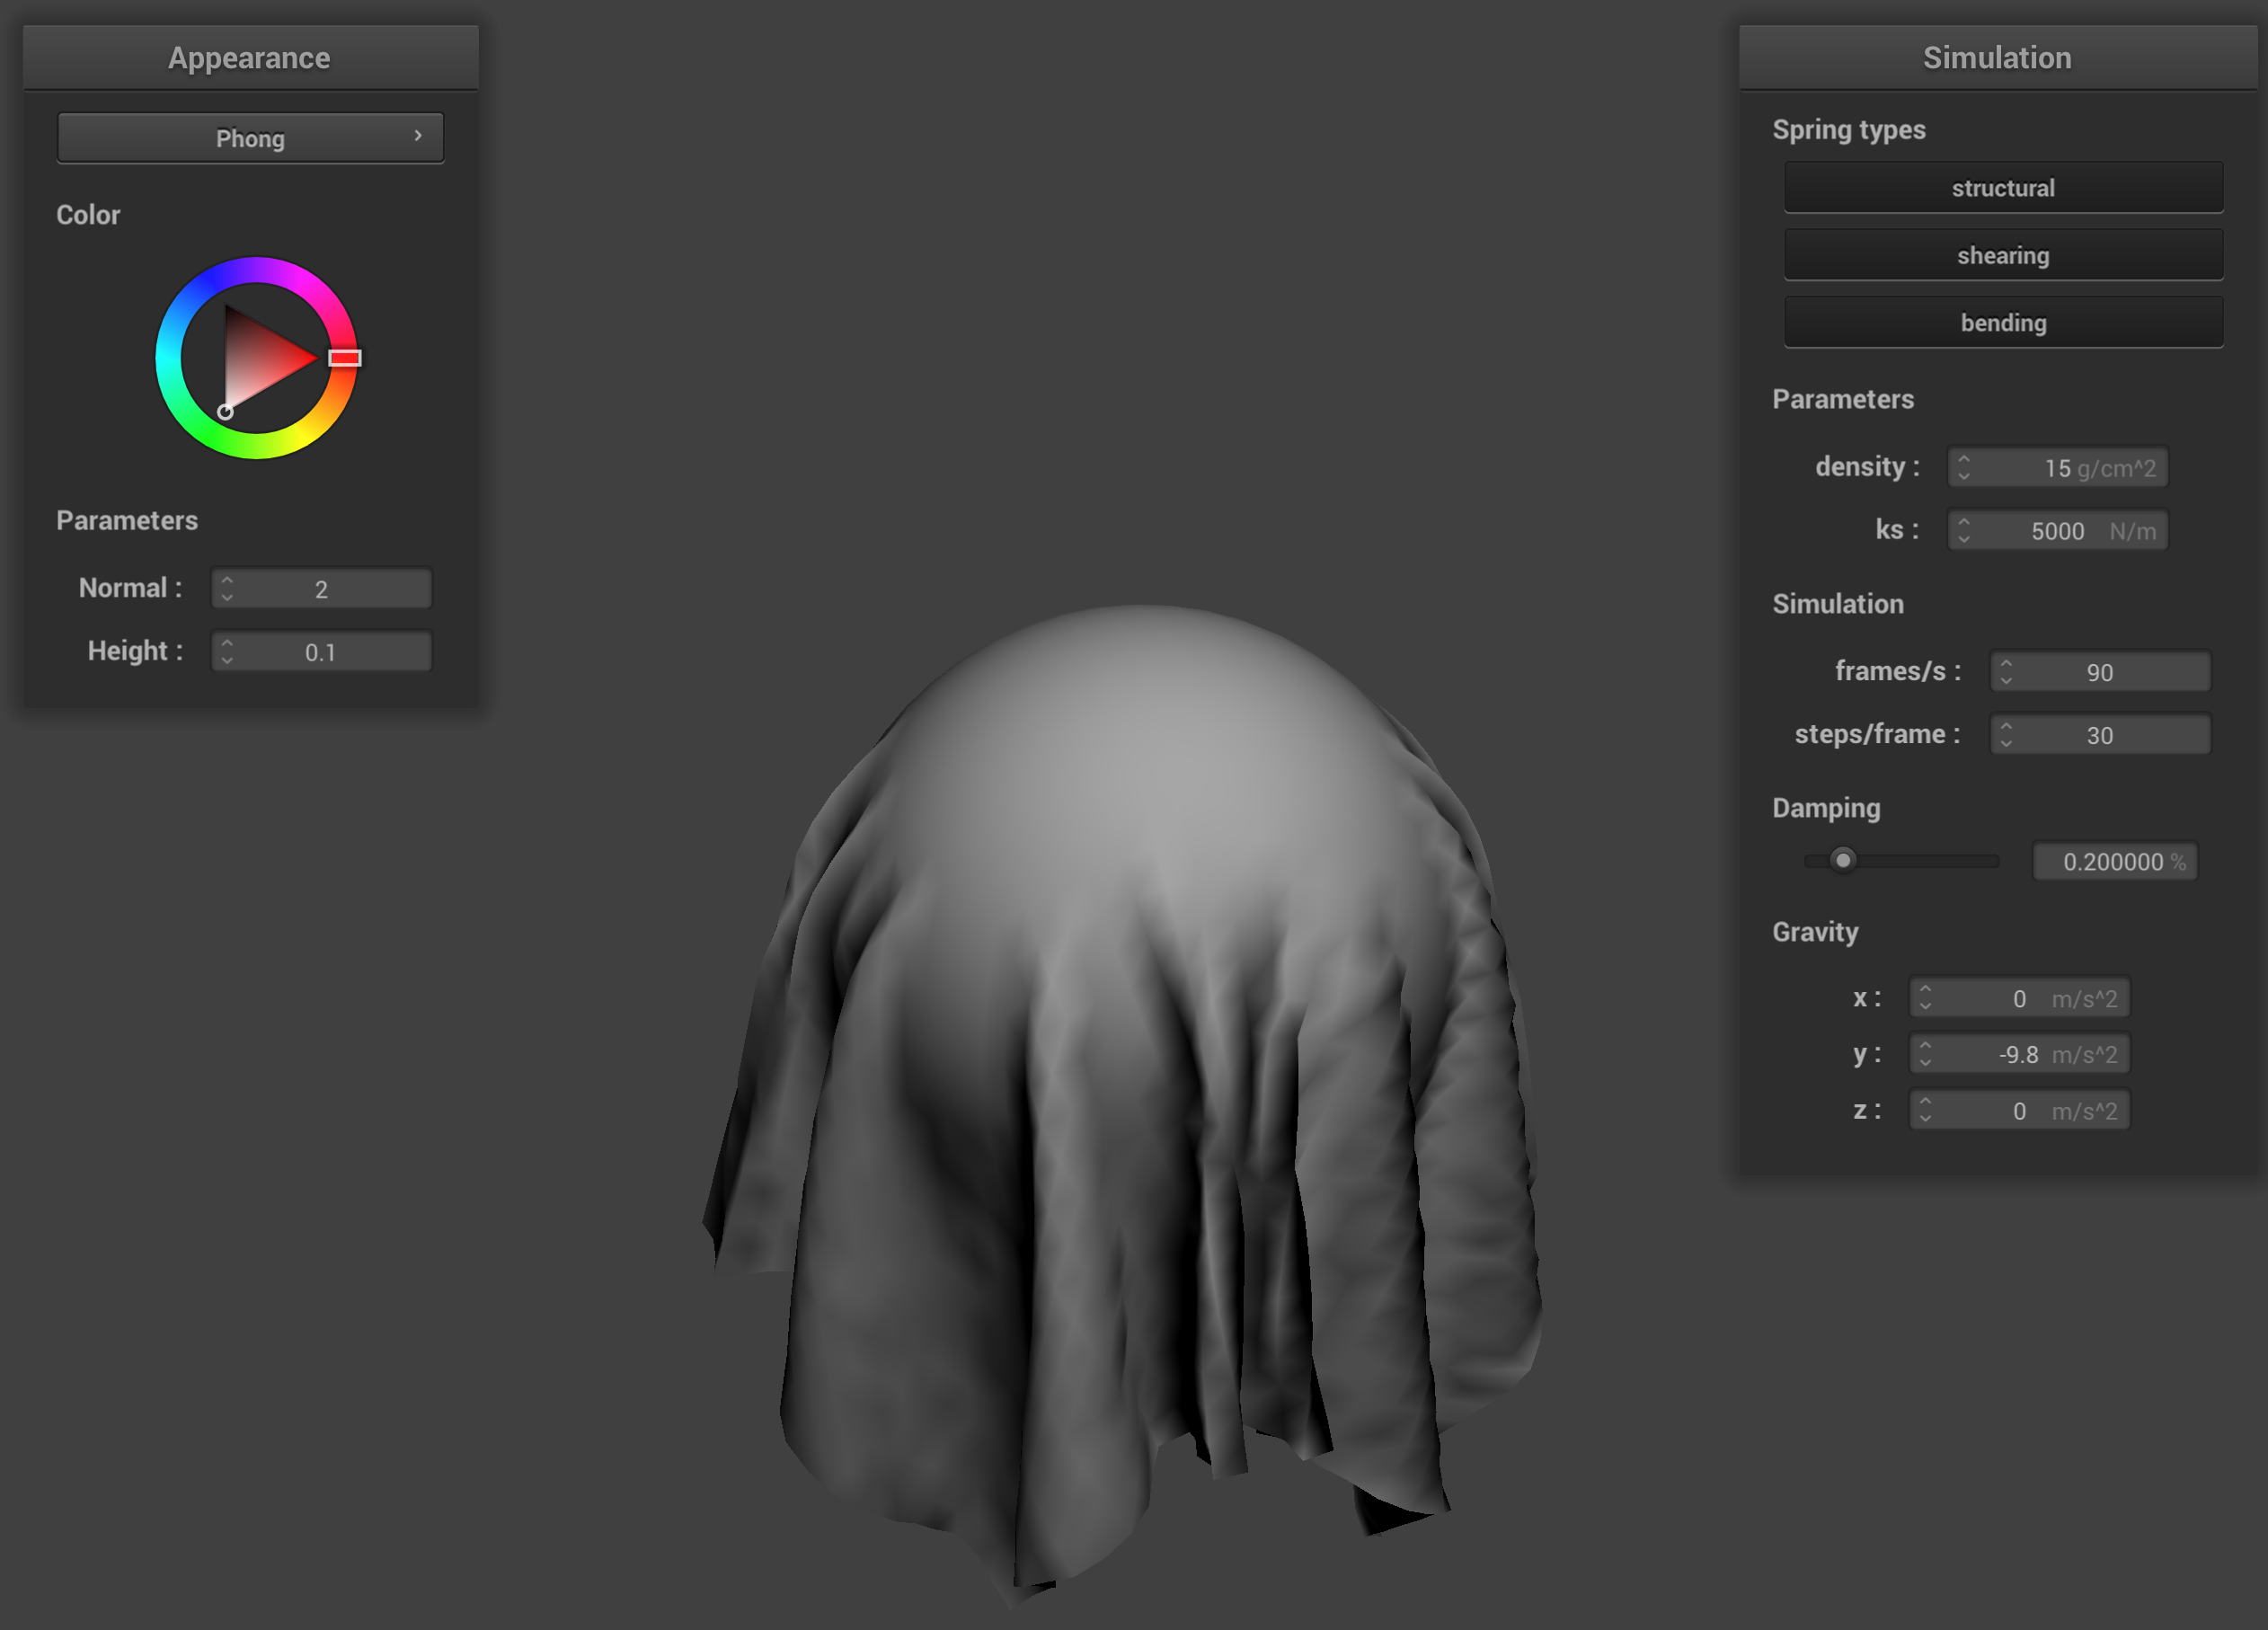 Appearance
Phong
Color
Parameters
Normal : 2
Height : 0.1
Simulation
Spring types
structural
shearing
bending
Parameters
density : 15 g/cm^2
ks : 5000 N/m
Simulation
frames/s : 90
steps/frame : 30
Damping
0.200000 %
Gravity
x : 0 m/s^2
y : -9.8 m/s^2
z : 0 m/s^2